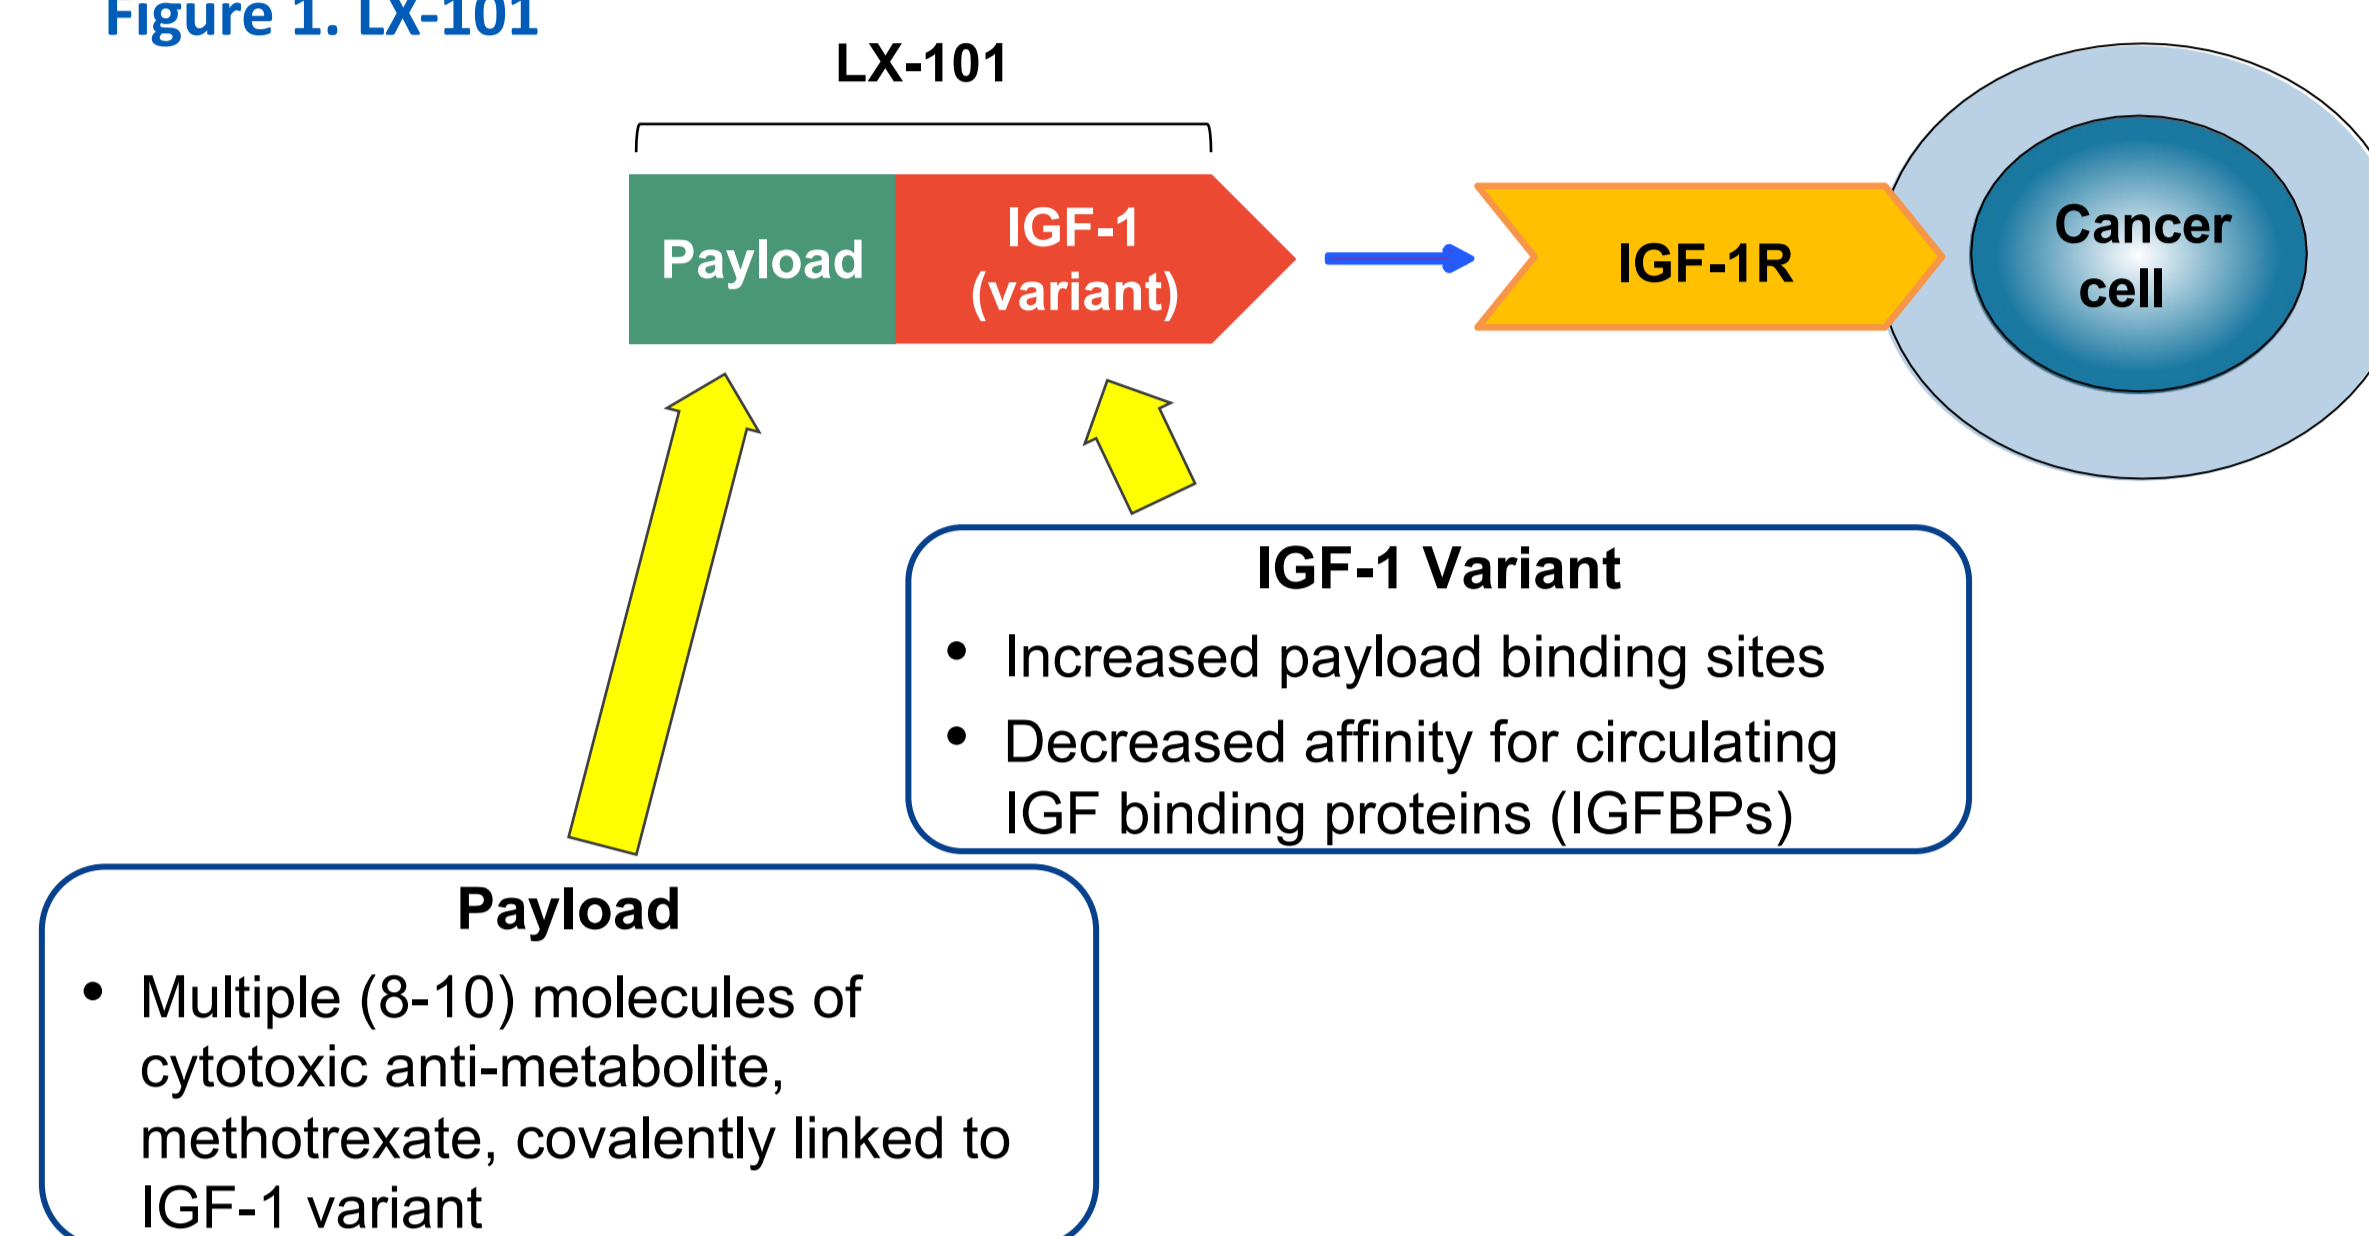 Figure 1. LX-101
LX-101
Payload
IGF-1
(variant)
IGF-1R
Cancer
cell
IGF-1 Variant
• Increased payload binding sites
• Decreased affinity for circulating
IGF binding proteins (IGFBPs)
Payload
• Multiple (8-10) molecules of
cytotoxic anti-metabolite,
methotrexate, covalently linked to
IGF-1 variant